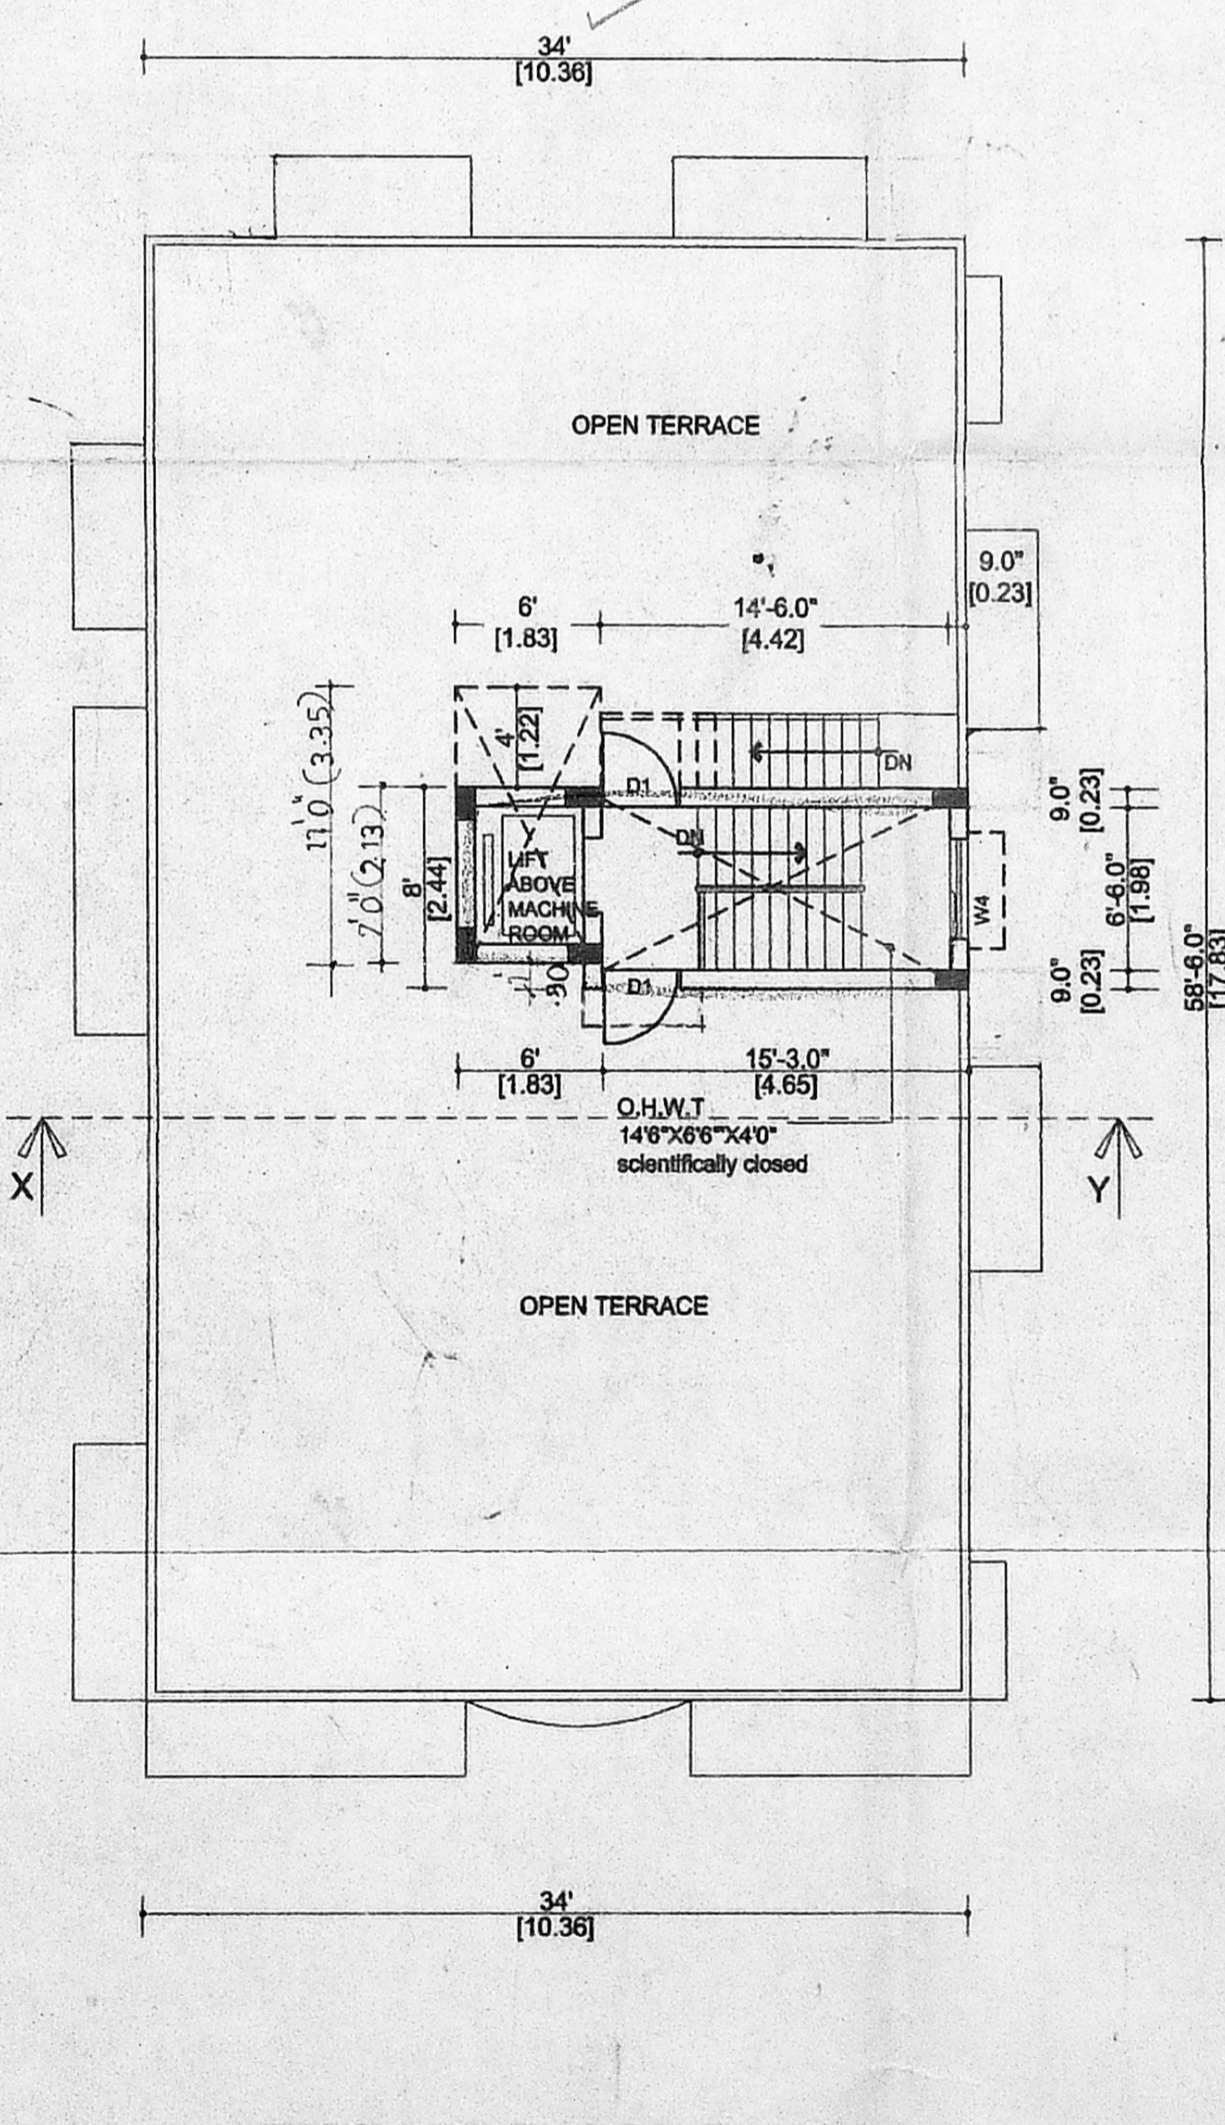 34'
[10.36]
OPEN TERRACE
9.0"
[0.23]
6'
[1.83]
14'-6.0"
[4.42]
11'0" (3.35)
4'
[1.22]
DN
D1
9.0"
[0.23]
7'0" (2.13)
8'
[2.44]
DN
LIFT
ABOVE
MACHINE
ROOM
W4
6'-6.0"
[1.98]
58'-6.0"
[17.83]
.90
D1
9.0"
[0.23]
6'
[1.83]
15'-3.0"
[4.65]
O.H.W.T
14'6"X6'6"'X4'0"
scientifically closed
X
Y
OPEN TERRACE
34'
[10.36]